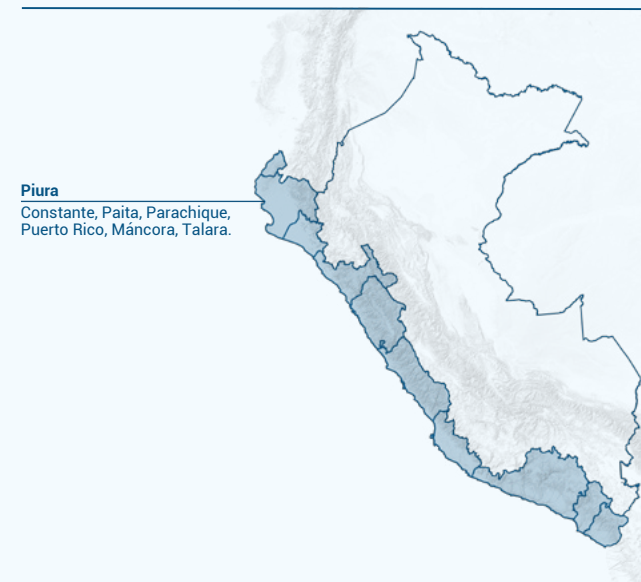 Piura
Constante, Paita, Parachique,
Puerto Rico, Máncora, Talara.